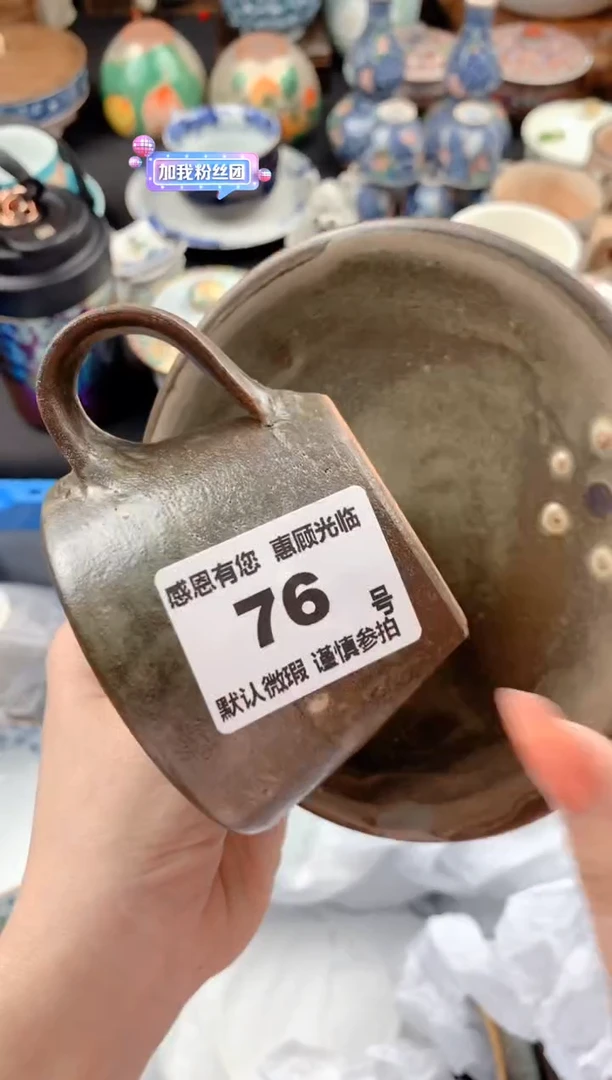 加我粉丝团
感恩有您 惠顾光临
76 号
默认微瑕 谨慎参拍